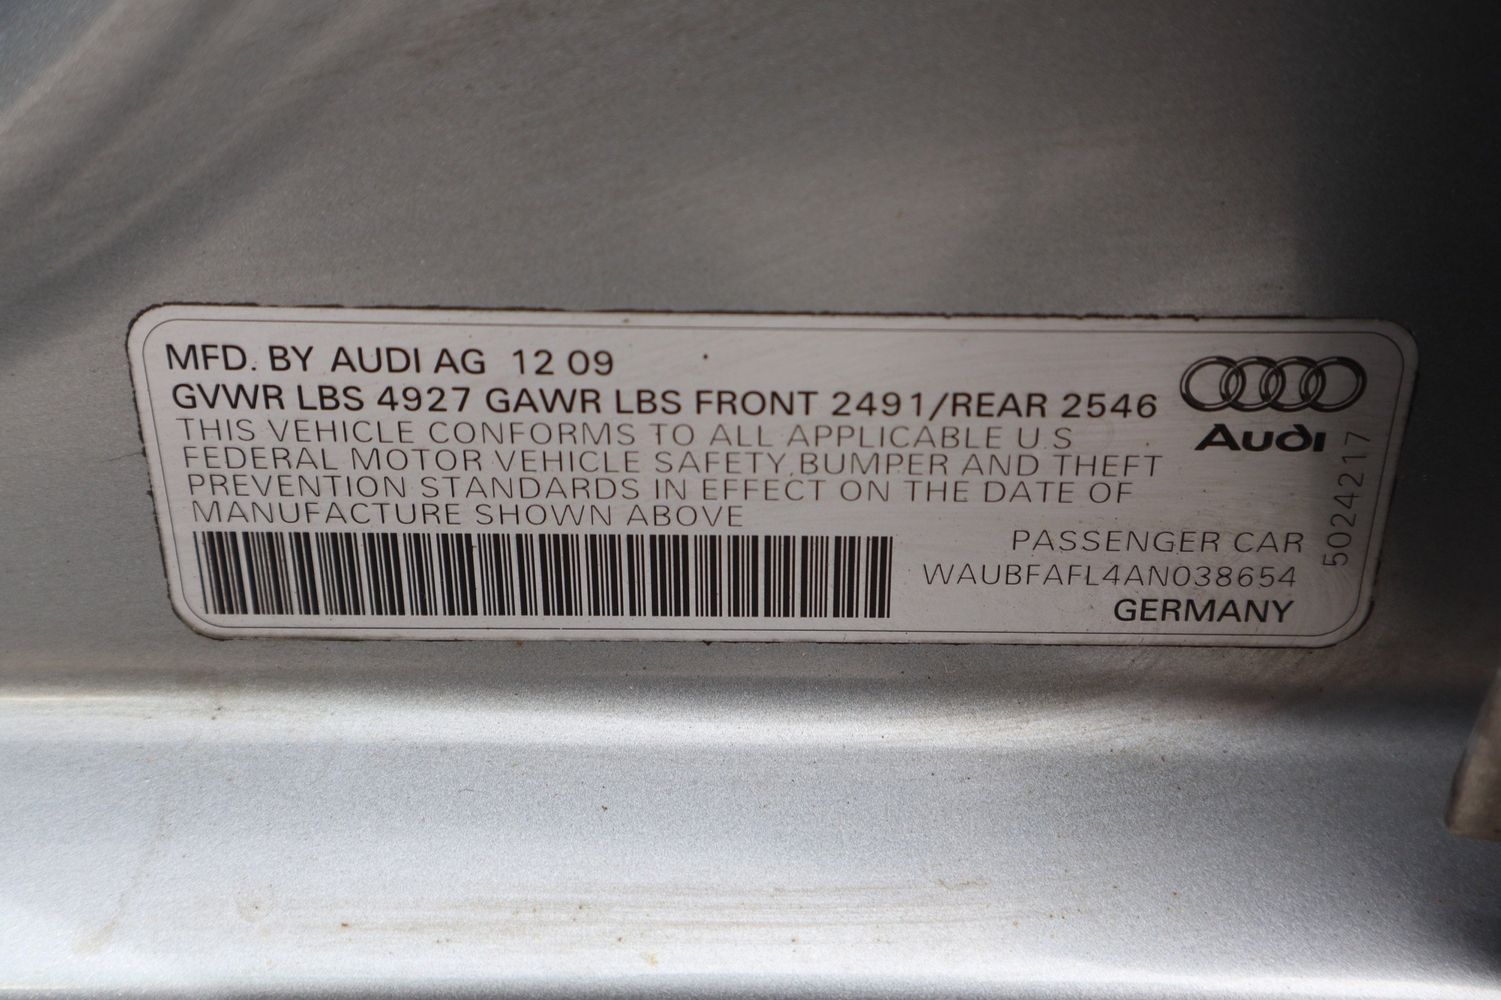 MFD. BY AUDI AG 12 09
GVWR LBS 4927 GAWR LBS FRONT 2491/REAR 2546
THIS VEHICLE CONFORMS TO ALL APPLICABLE U.S
FEDERAL MOTOR VEHICLE SAFETY, BUMPER AND THEFT
PREVENTION STANDARDS IN EFFECT ON THE DATE OF
MANUFACTURE SHOWN ABOVE
Audi
5024217
PASSENGER CAR
WAUBFAFL4AN038654
GERMANY